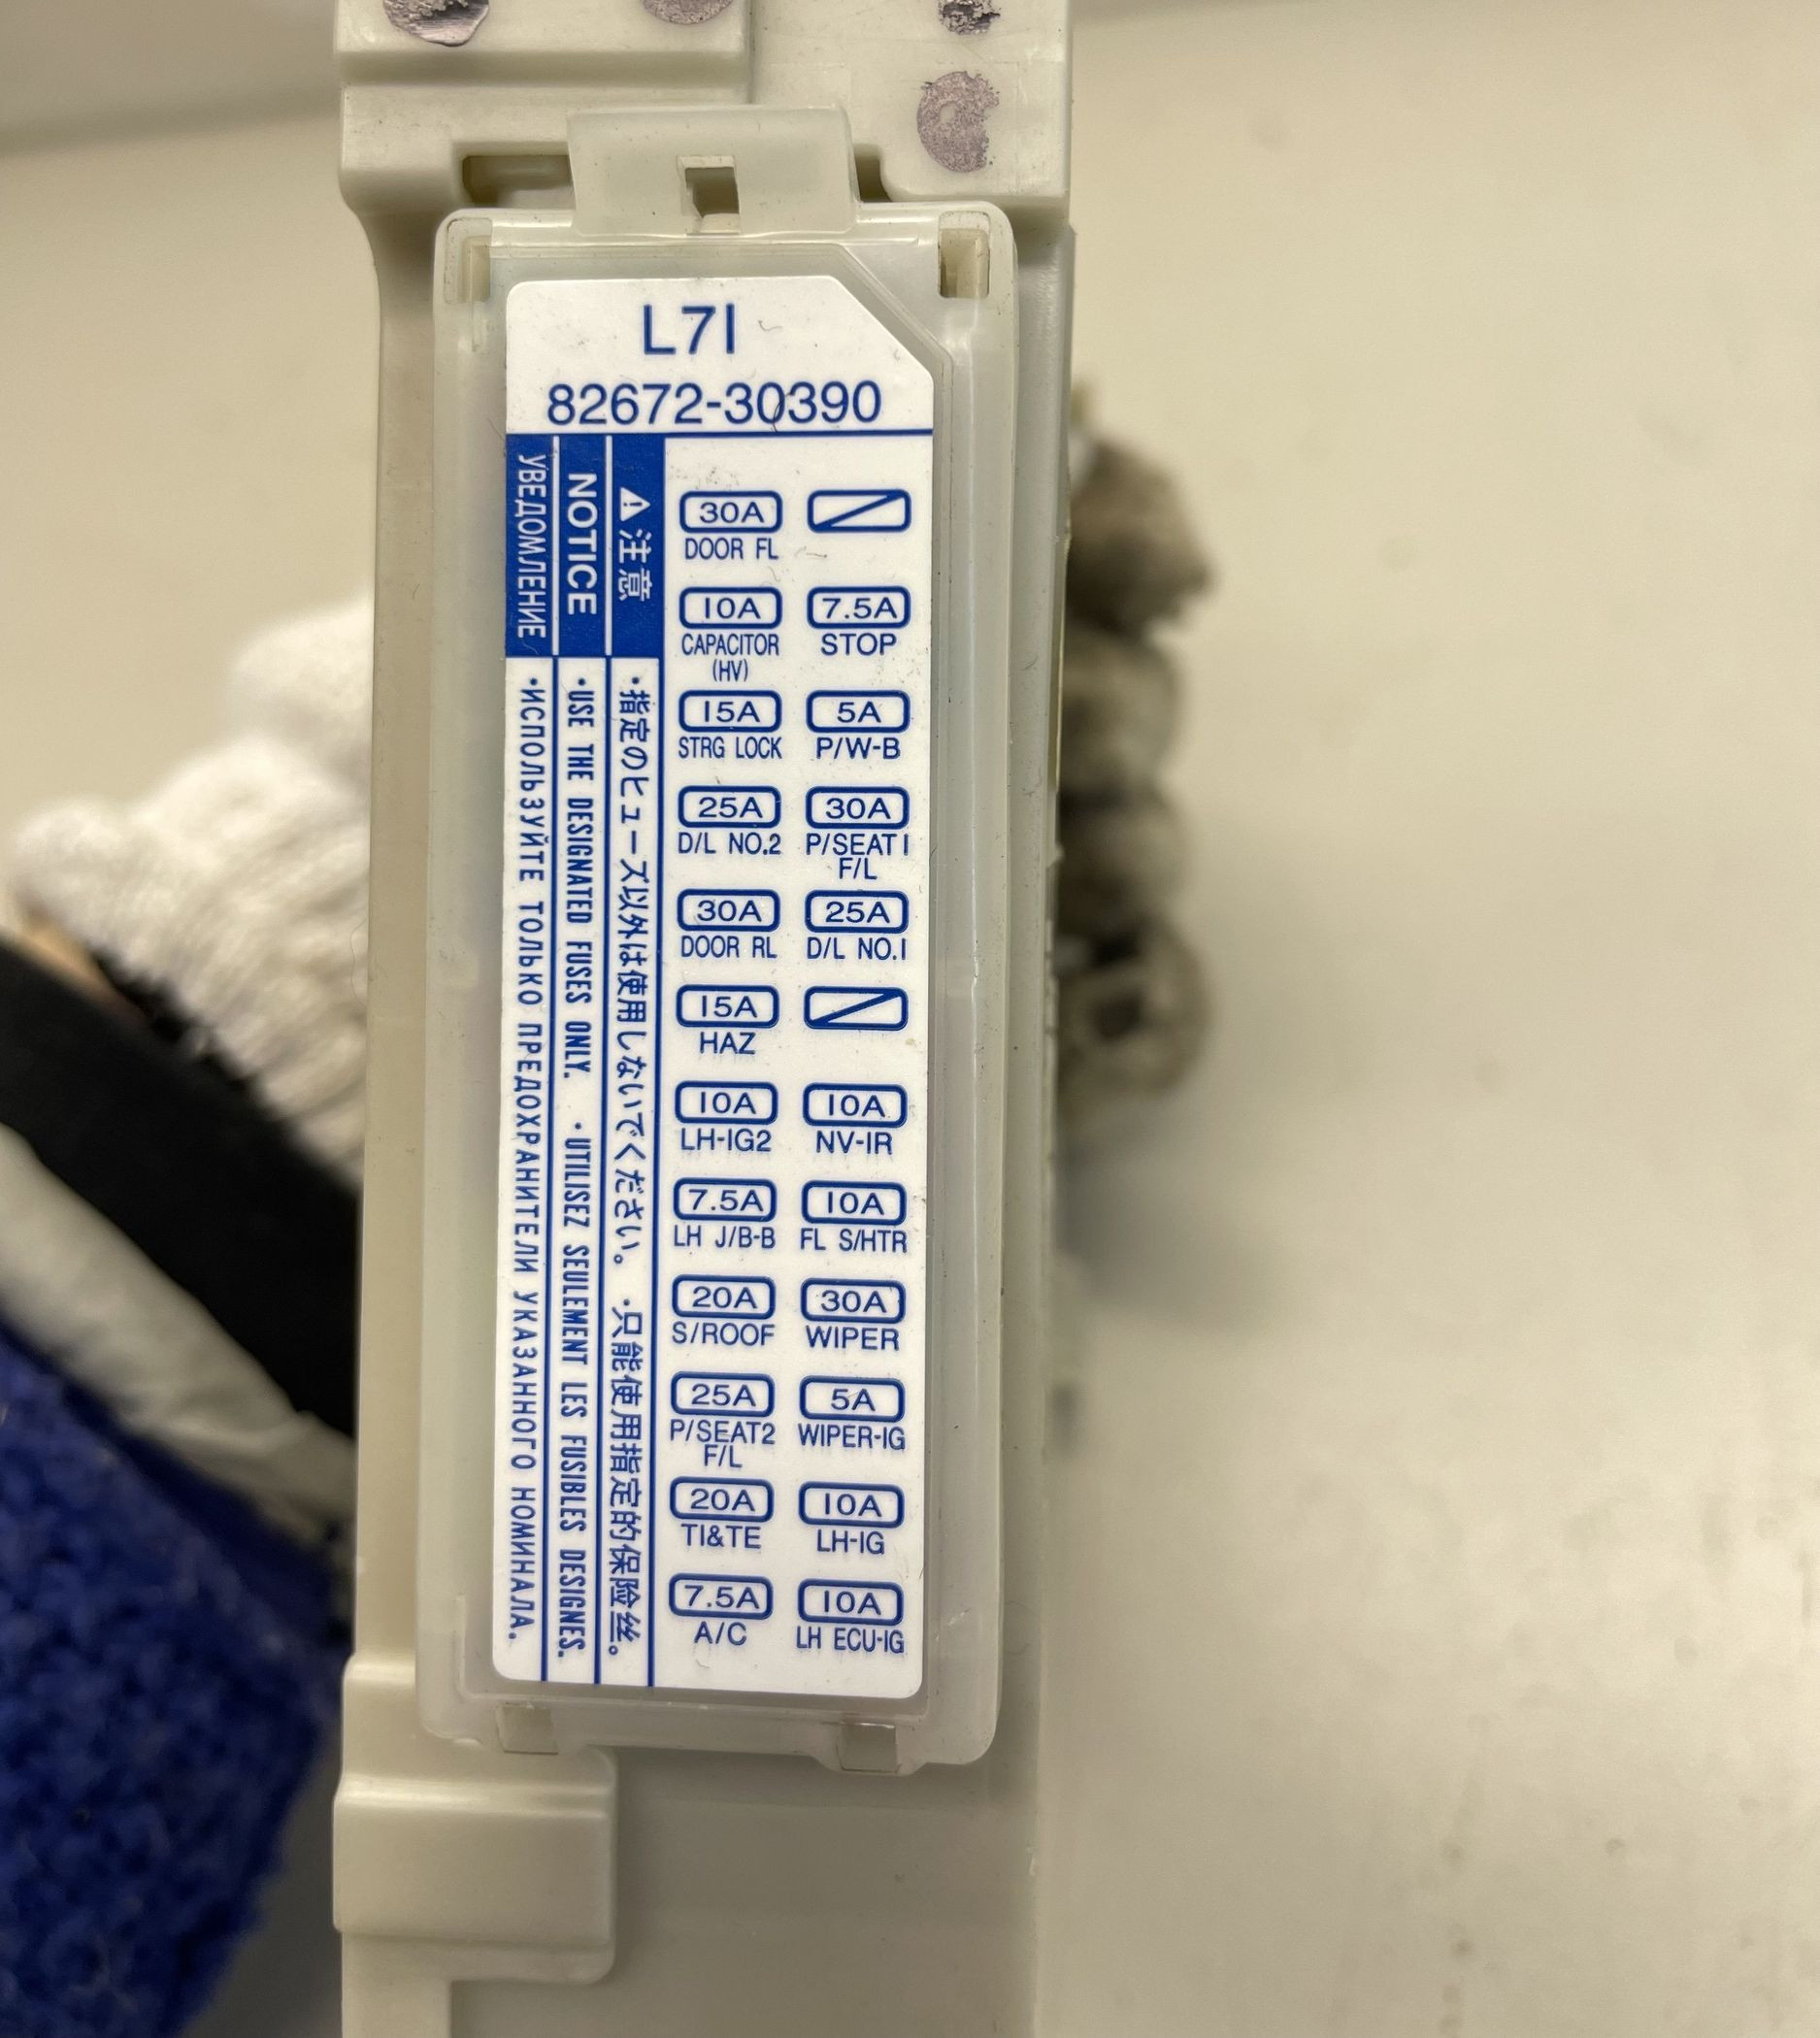 L7I
82672-30390
30A
DOOR FL
10A
7.5A
CAPACITOR
(HV)
STOP
15A
5A
STRG LOCK
P/W-B
25A
30A
D/L NO.2
P/SEAT1
F/L
30A
25A
DOOR RL
D/L NO.1
15A
HAZ
10A
10A
LH-IG2
NV-IR
7.5A
10A
LH J/B-B
FL S/HTR
20A
30A
S/ROOF
WIPER
25A
5A
P/SEAT2
F/L
WIPER-IG
20A
10A
TI&TE
LH-IG
7.5A
10A
A/C
LH ECU-IG
⚠注意
・指定のヒューズ以外は使用しないでください。 ・只能使用指定的保险丝。
NOTICE
・USE THE DESIGNATED FUSES ONLY. ・UTILISEZ SEULEMENT LES FUSIBLES DESIGNES.
УВЕДОМЛЕНИЕ
・ИСПОЛЬЗУЙТЕ ТОЛЬКО ПРЕДОХРАНИТЕЛИ УКАЗАННОГО НОМИНАЛА.